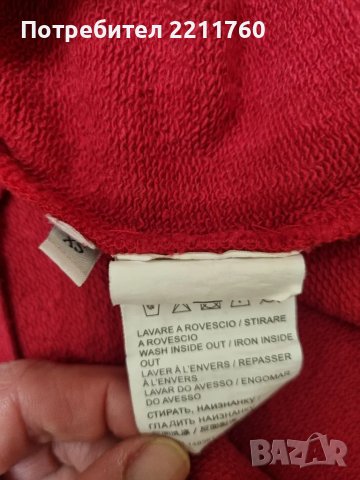 Потребител 2211760
XS
LAVARE A ROVESCIO / STIRARE
A ROVESCIO
WASH INSIDE OUT / IRON INSIDE
OUT
LAVER À L'ENVERS / REPASSER
À L'ENVERS
LAVAR DO AVESSO / ENGOMAR
DO AVESSO
СТИРАТЬ, НАИЗНАНКУ /
ГЛАДИТЬ НАИЗНАНКУ
BAZAR